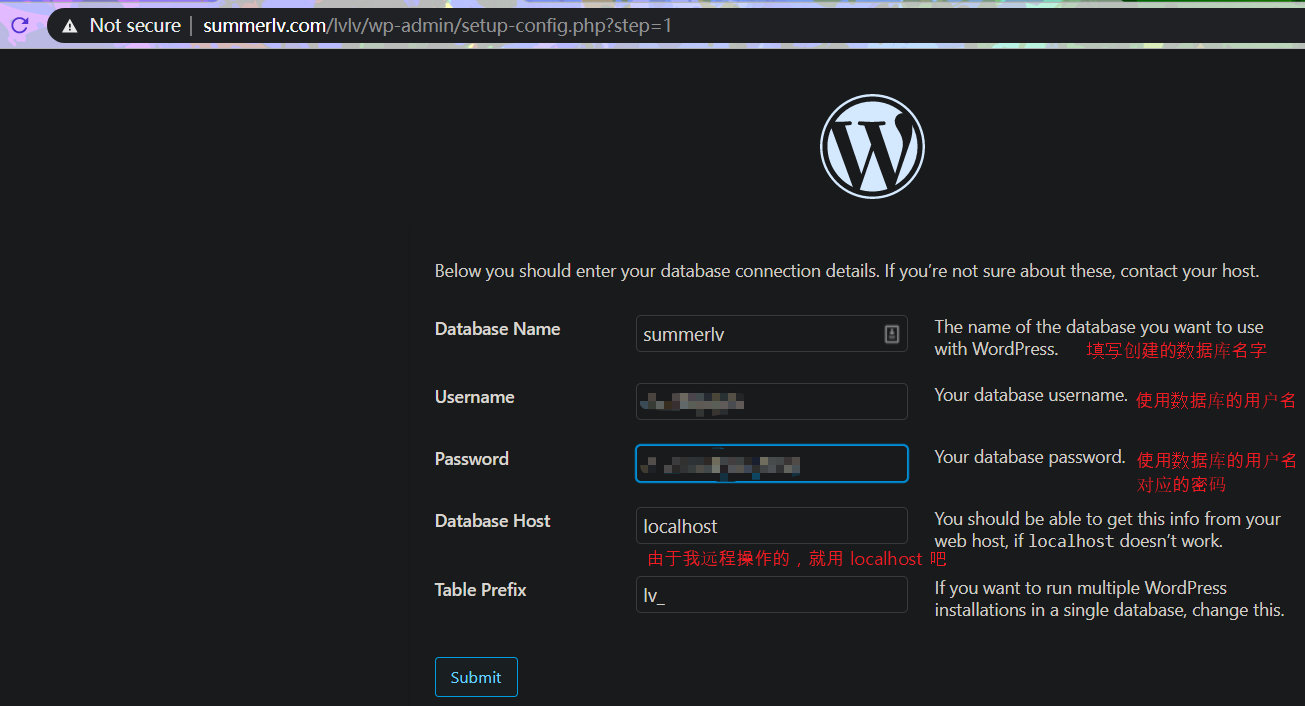 Not secure | summerlv.com/lvlv/wp-admin/setup-config.php?step=1
Below you should enter your database connection details. If you’re not sure about these, contact your host.
Database Name
summerlv
The name of the database you want to use
with WordPress.
填写创建的数据库名字
Username
Your database username.
使用数据库的用户名
Password
Your database password.
使用数据库的用户名
对应的密码
Database Host
localhost
You should be able to get this info from your
web host, if localhost doesn’t work.
由于我远程操作的，就用 localhost 吧
Table Prefix
lv_
If you want to run multiple WordPress
installations in a single database, change this.
Submit